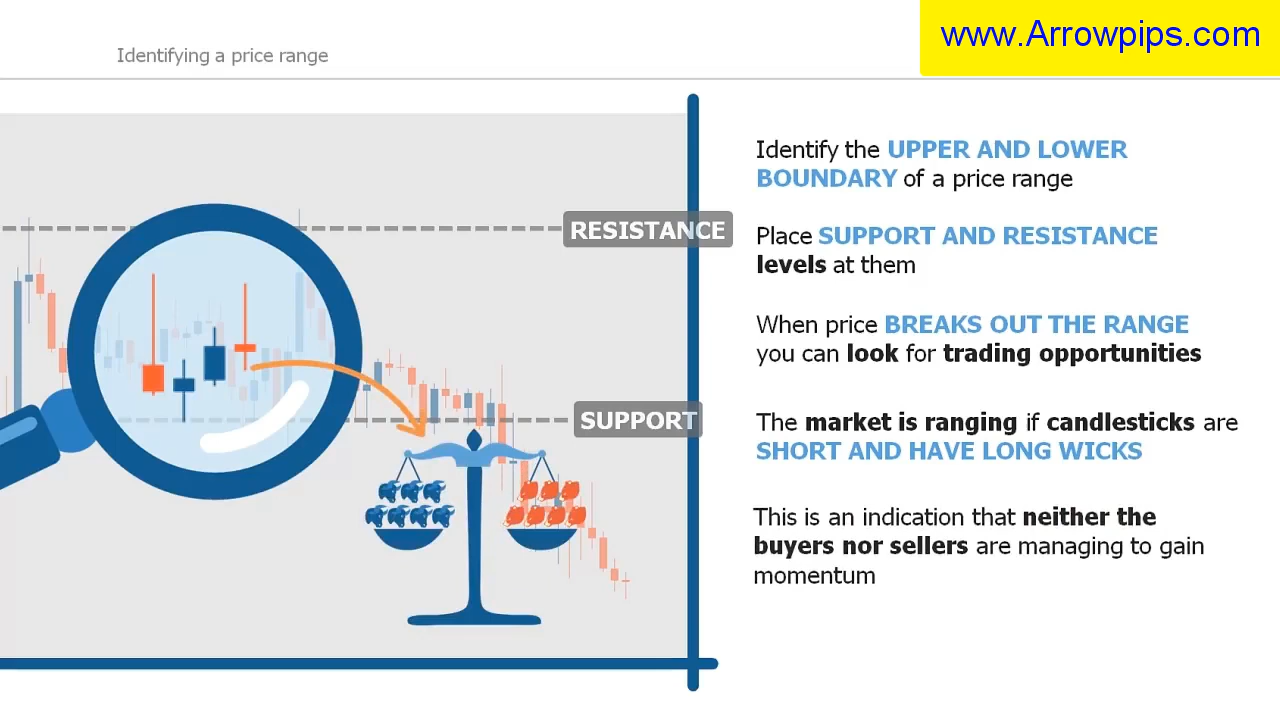 Identifying a price range
www.Arrowpips.com
RESISTANCE
SUPPORT
Identify the UPPER AND LOWER
BOUNDARY of a price range
Place SUPPORT AND RESISTANCE
levels at them
When price BREAKS OUT THE RANGE
you can look for trading opportunities
The market is ranging if candlesticks are
SHORT AND HAVE LONG WICKS
This is an indication that neither the
buyers nor sellers are managing to gain
momentum